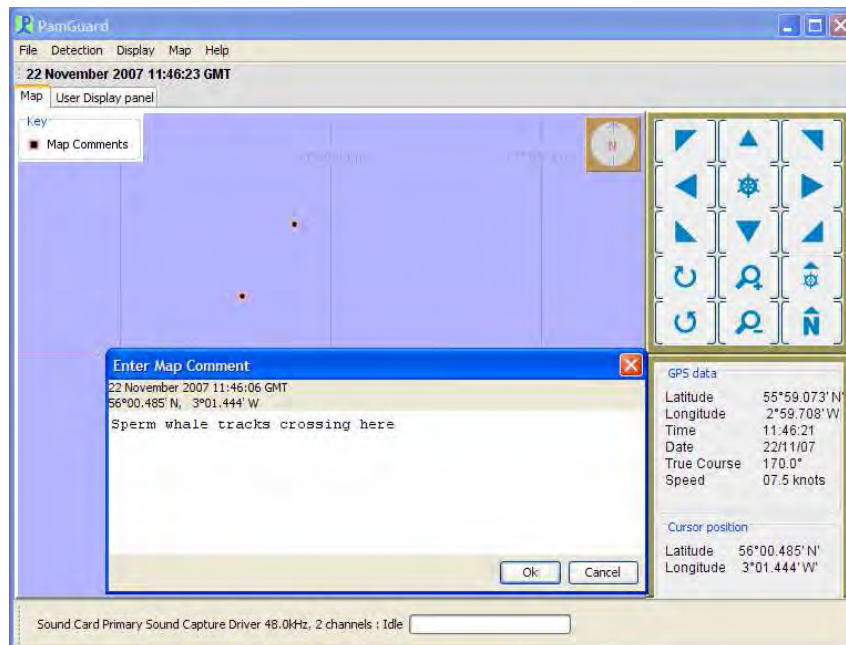 PamGuard
File Detection Display Map Help
22 November 2007 11:46:23 GMT
Map User Display panel
Key
Map Comments
N
Enter Map Comment
22 November 2007 11:46:06 GMT
56°00.485' N, 3°01.444' W
Sperm whale tracks crossing here
Ok Cancel
N
GPS data
Latitude 55°59.073' N'
Longitude 2°59.708' W
Time 11:46:21
Date 22/11/07
True Course 170.0°
Speed 07.5 knots
Cursor position
Latitude 56°00.485' N'
Longitude 3°01.444' W'
Sound Card Primary Sound Capture Driver 48.0kHz, 2 channels : Idle